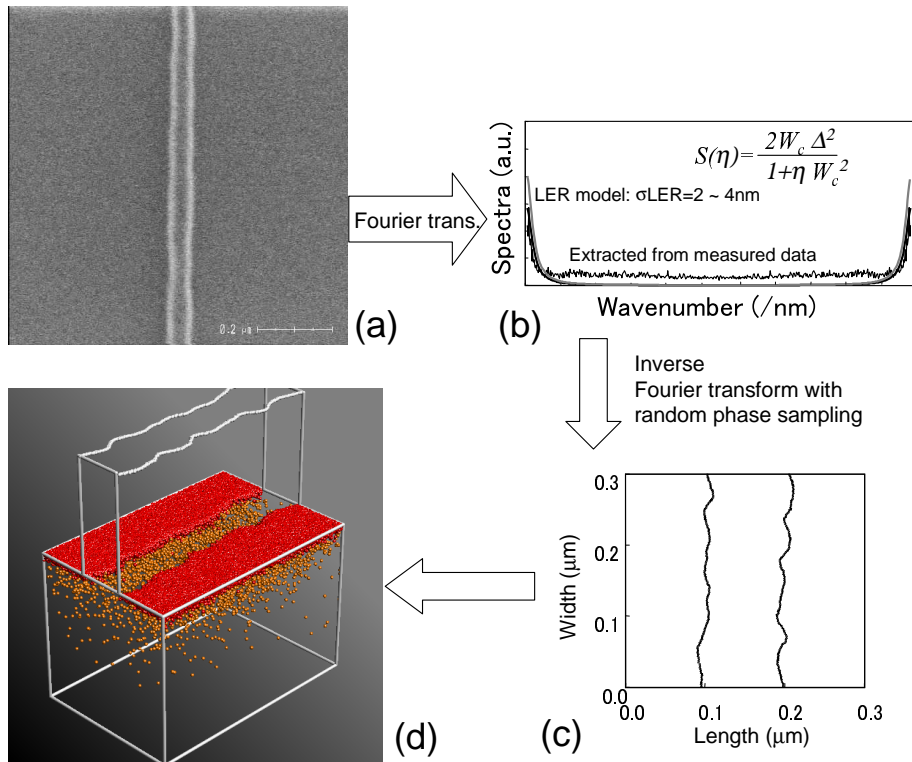 0.2 μm
(a)
Fourier trans.
Spectra (a.u.)
S(η)= 2W_c Δ^2 / 1+η W_c^2
LER model: σLER=2 ~ 4nm
Extracted from measured data
Wavenumber (/nm)
(b)
Inverse
Fourier transform with
random phase sampling
(d)
Width (μm)
0.3
0.2
0.1
0.0
0.0 0.1 0.2 0.3
Length (μm)
(c)